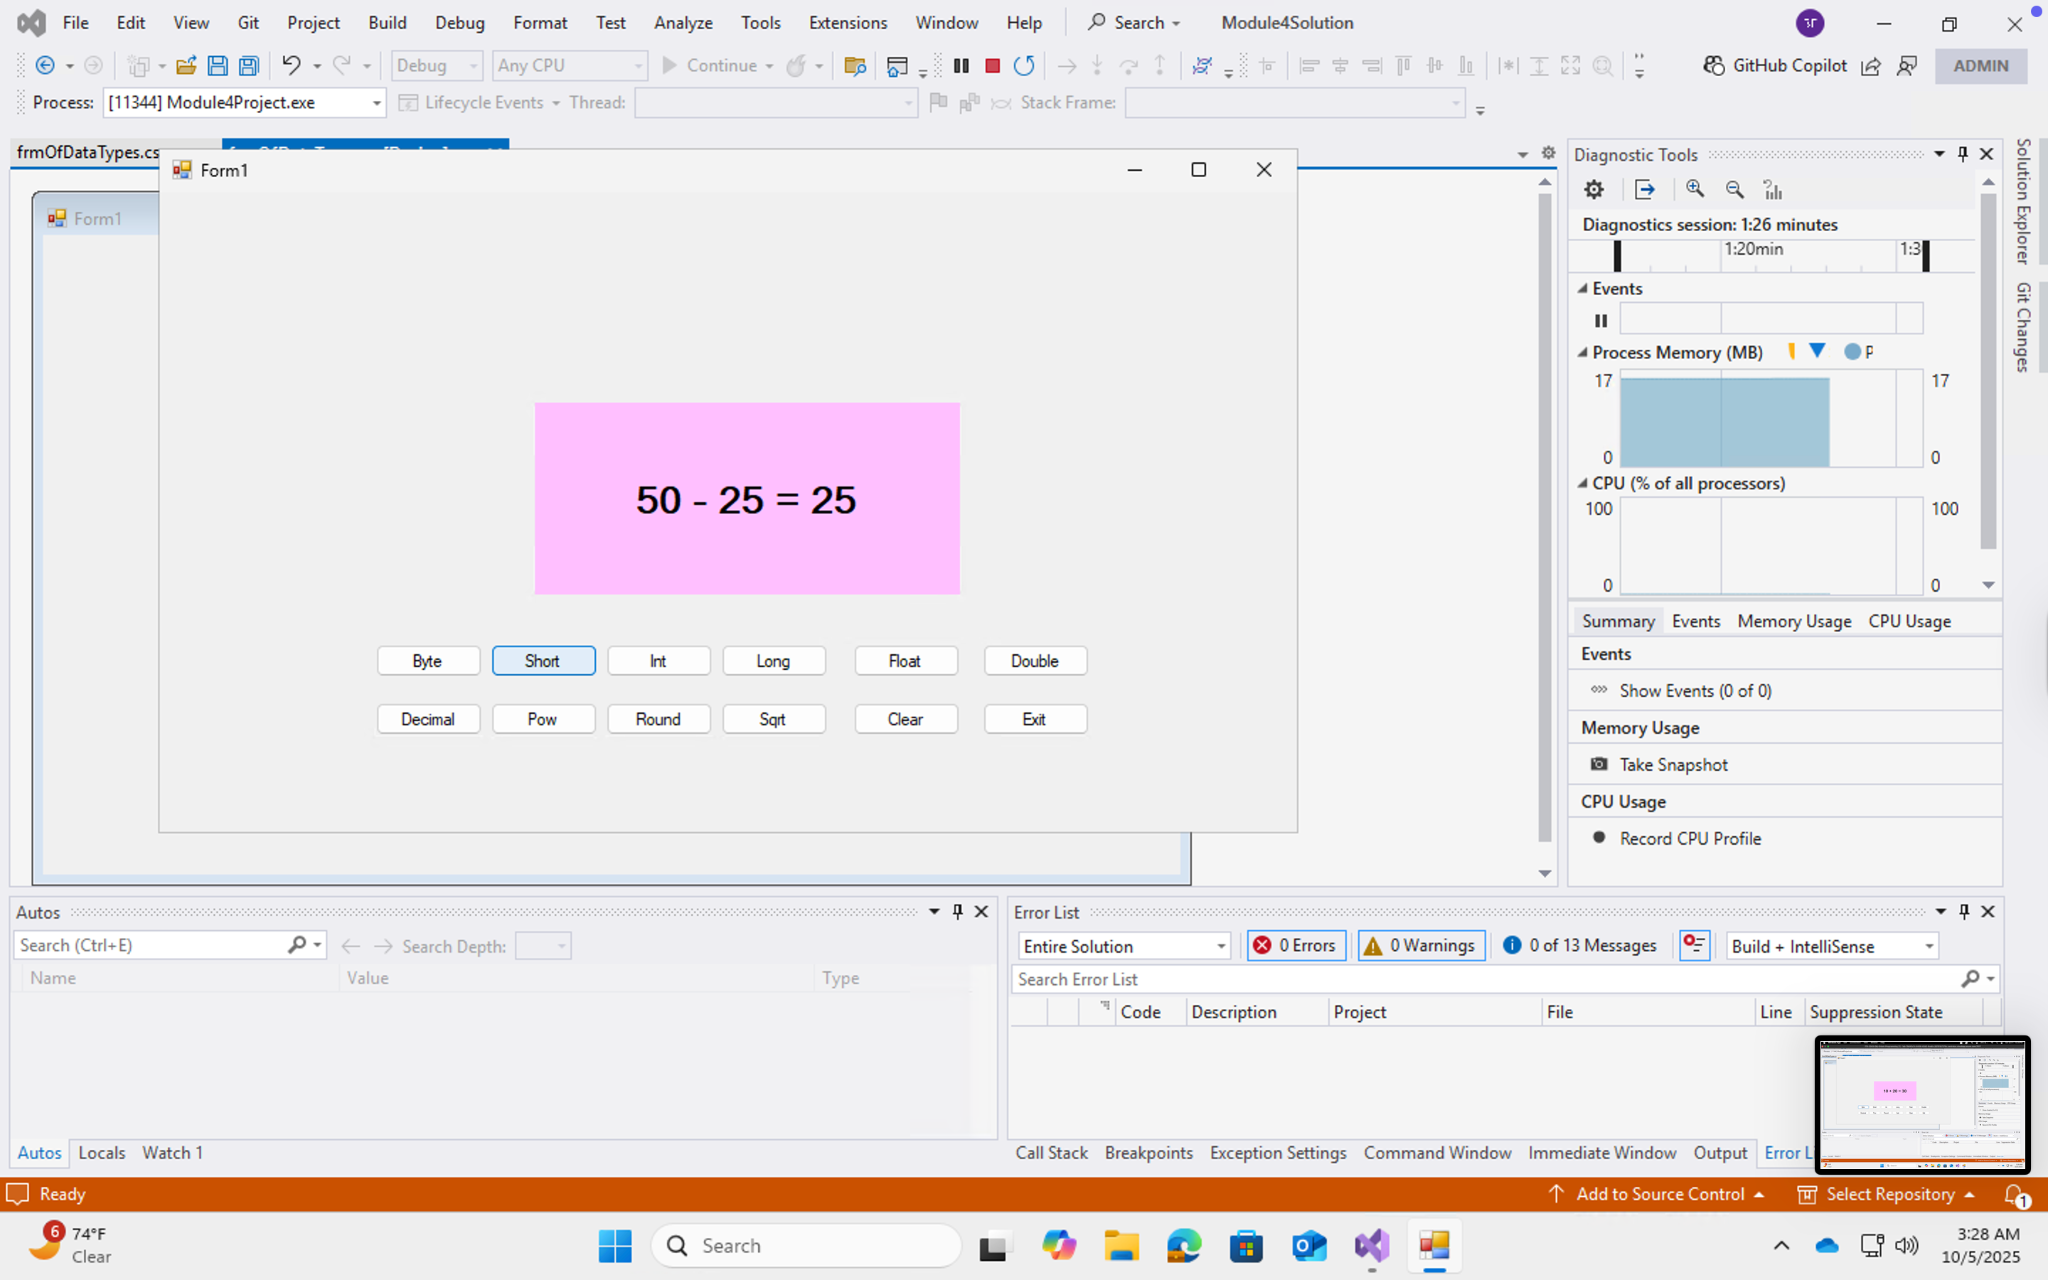 File Edit View Git Project Build Debug Format Test Analyze Tools Extensions Window Help Search Module4Solution
Debug Any CPU Continue GitHub Copilot ADMIN
Process: [11344] Module4Project.exe Lifecycle Events Thread: Stack Frame:
frmOfDataTypes.cs
Form1
Form1
50 - 25 = 25
Byte Short Int Long Float Double
Decimal Pow Round Sqrt Clear Exit
Diagnostic Tools
Diagnostics session: 1:26 minutes
1:20min 1:3
Events
Process Memory (MB) P
17 17
0 0
CPU (% of all processors)
100 100
0 0
Summary Events Memory Usage CPU Usage
Events
Show Events (0 of 0)
Memory Usage
Take Snapshot
CPU Usage
Record CPU Profile
Solution Explorer
Git Changes
Autos
Search (Ctrl+E) Search Depth:
Name Value Type
Autos Locals Watch 1
Error List
Entire Solution 0 Errors 0 Warnings 0 of 13 Messages Build + IntelliSense
Search Error List
Code Description Project File Line Suppression State
Call Stack Breakpoints Exception Settings Command Window Immediate Window Output Error Li
Ready Add to Source Control Select Repository 1
6 74°F
Clear
Search
3:28 AM
10/5/2025